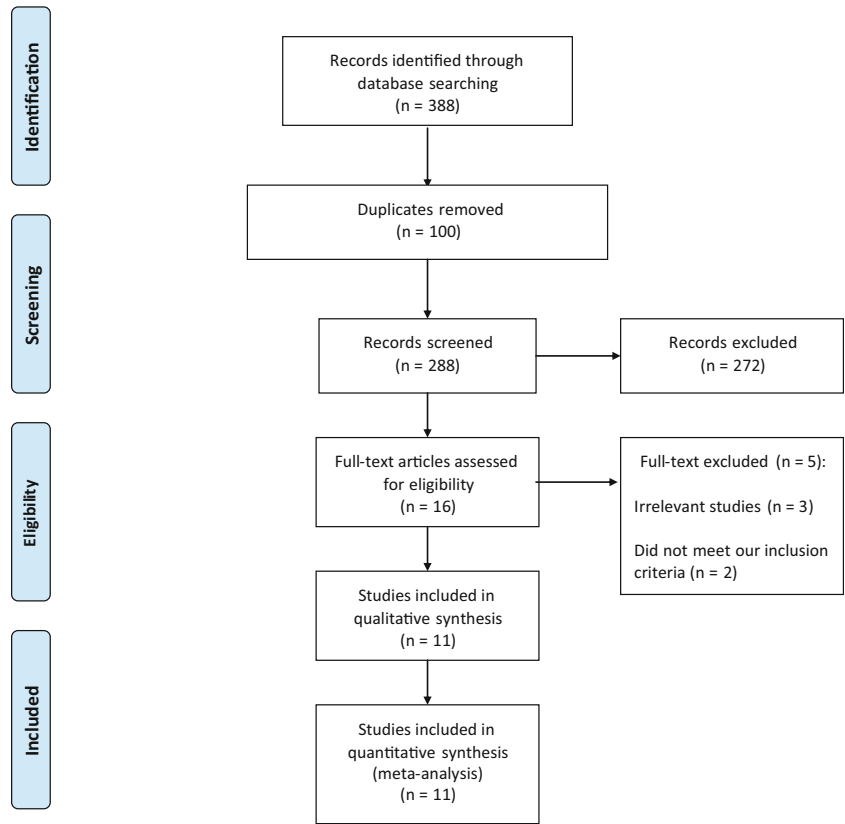 Identification
Records identified through
database searching
(n = 388)
Duplicates removed
(n = 100)
Screening
Records screened
(n = 288)
Records excluded
(n = 272)
Eligibility
Full-text articles assessed
for eligibility
(n = 16)
Full-text excluded (n = 5):
Irrelevant studies (n = 3)
Did not meet our inclusion
criteria (n = 2)
Studies included in
qualitative synthesis
(n = 11)
Included
Studies included in
quantitative synthesis
(meta-analysis)
(n = 11)